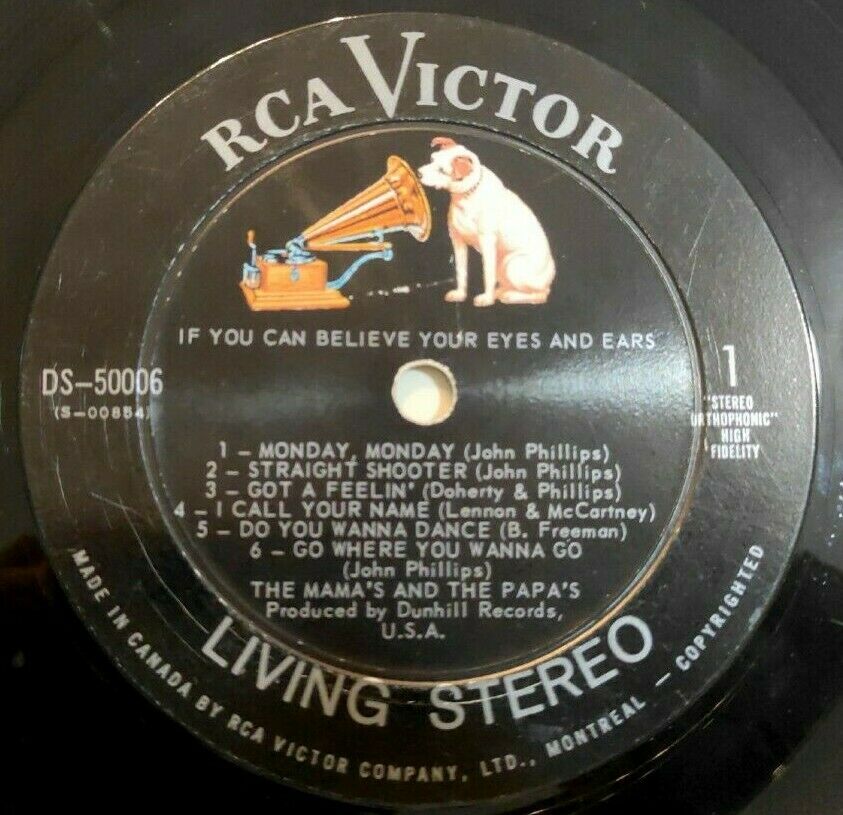 RCA VICTOR
IF YOU CAN BELIEVE YOUR EYES AND EARS
DS-50006
(S-00854)
1
"STEREO
ORTHOPHONIC"
HIGH
FIDELITY
1 - MONDAY, MONDAY (John Phillips)
2 - STRAIGHT SHOOTER (John Phillips)
3 - GOT A FEELIN' (Doherty & Phillips)
4 - I CALL YOUR NAME (Lennon & McCartney)
5 - DO YOU WANNA DANCE (B. Freeman)
6 - GO WHERE YOU WANNA GO
(John Phillips)
THE MAMA'S AND THE PAPA'S
Produced by Dunhill Records,
U.S.A.
LIVING STEREO
MADE IN CANADA BY RCA VICTOR COMPANY, LTD., MONTREAL — COPYRIGHTED